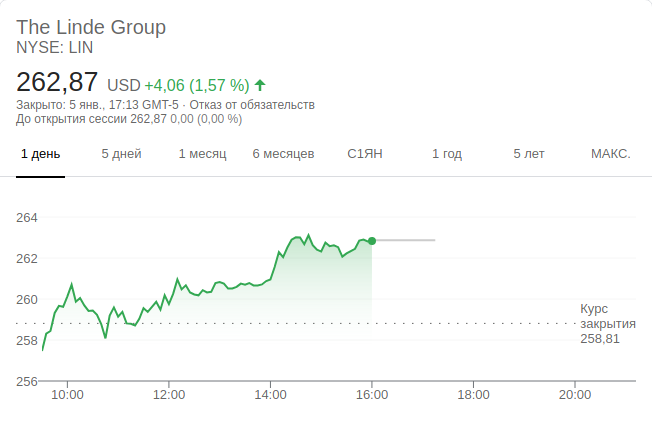 The Linde Group
NYSE: LIN
262,87 USD +4,06 (1,57 %)
Закрыто: 5 янв., 17:13 GMT-5 · Отказ от обязательств
До открытия сессии 262,87 0,00 (0,00 %)
1 день 5 дней 1 месяц 6 месяцев С1ЯН 1 год 5 лет МАКС.
264
262
260
Курс
закрытия
258,81
258
256
10:00 12:00 14:00 16:00 18:00 20:00